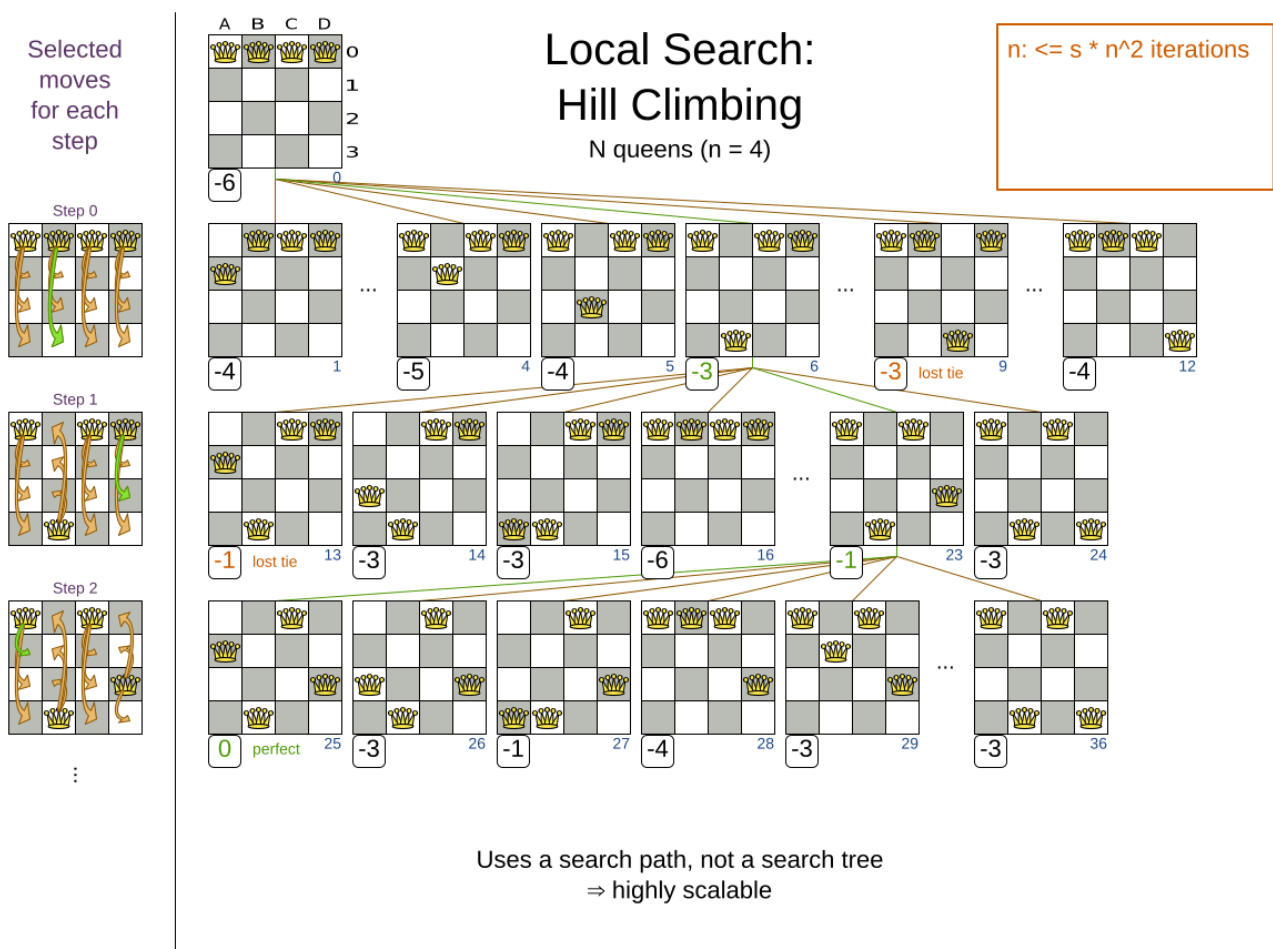 Selected
moves
for each
step
A B C D
0
1
2
3
-6
0
Local Search:
Hill Climbing
N queens (n = 4)
n: <= s * n^2 iterations
Step 0
...
...
...
-4
1
-5
4
-4
5
-3
6
-3
lost tie
9
-4
12
Step 1
...
-1
lost tie
13
-3
14
-3
15
-6
16
-1
23
-3
24
Step 2
...
0
perfect
25
-3
26
-1
27
-4
28
-3
29
-3
36
...
Uses a search path, not a search tree
⇒ highly scalable